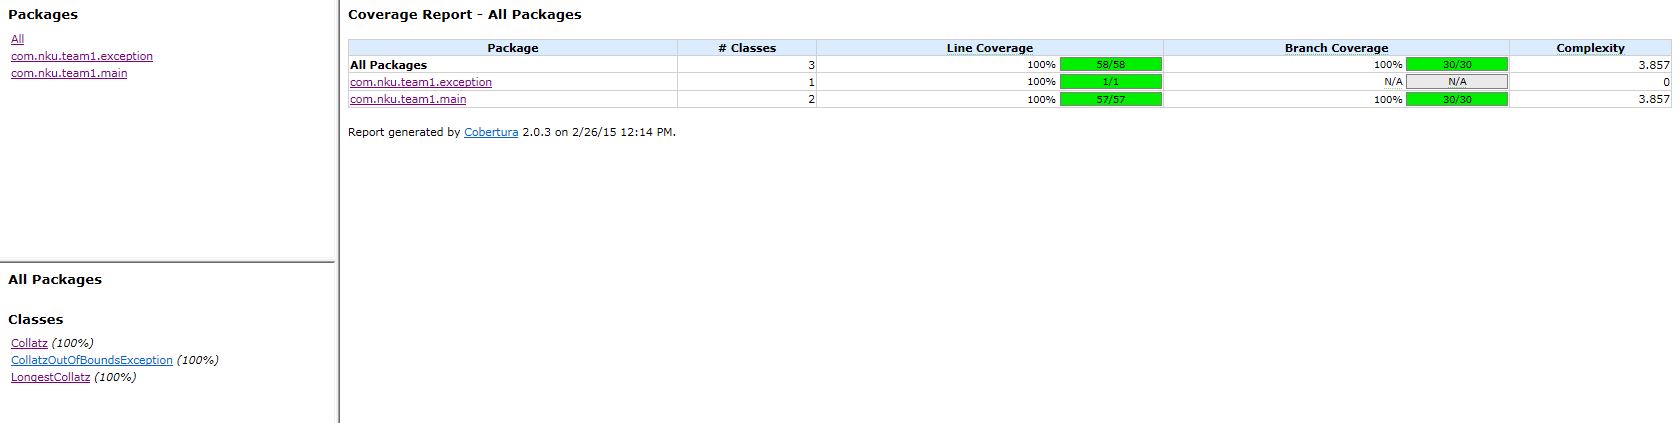 Packages
All
com.nku.team1.exception
com.nku.team1.main
All Packages
Classes
Collatz (100%)
CollatzOutOfBoundsException (100%)
LongestCollatz (100%)
Coverage Report - All Packages
Package # Classes Line Coverage Branch Coverage Complexity
All Packages 3 100% 58/58 100% 30/30 3.857
com.nku.team1.exception 1 100% 1/1 N/A N/A 0
com.nku.team1.main 2 100% 57/57 100% 30/30 3.857
Report generated by Cobertura 2.0.3 on 2/26/15 12:14 PM.